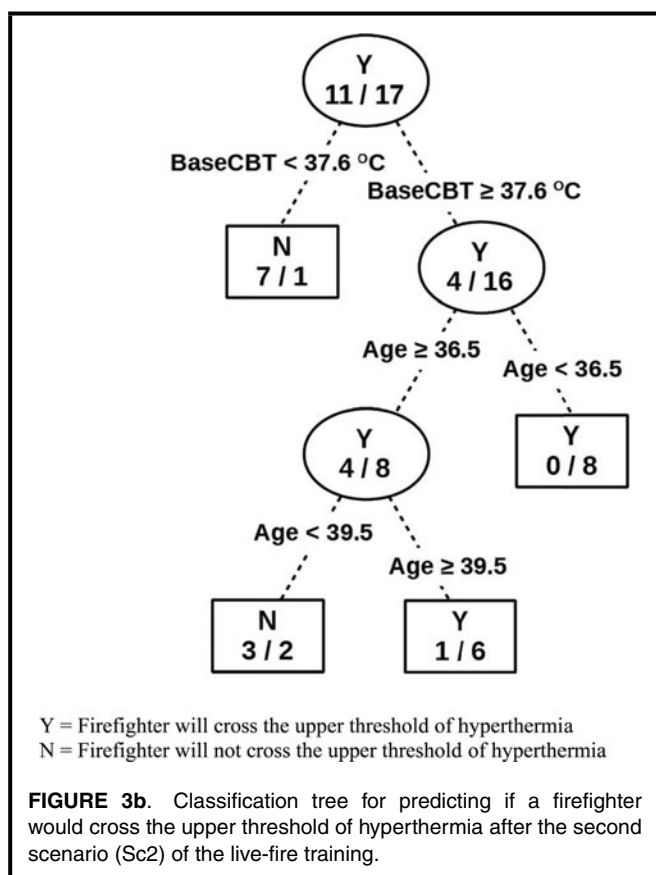 Y
11 / 17
BaseCBT < 37.6 ᴼC
BaseCBT ≥ 37.6 ᴼC
N
7 / 1
Y
4 / 16
Age ≥ 36.5
Age < 36.5
Y
4 / 8
Y
0 / 8
Age < 39.5
Age ≥ 39.5
N
3 / 2
Y
1 / 6
Y = Firefighter will cross the upper threshold of hyperthermia
N = Firefighter will not cross the upper threshold of hyperthermia
FIGURE 3b. Classification tree for predicting if a firefighter
would cross the upper threshold of hyperthermia after the second
scenario (Sc2) of the live-fire training.